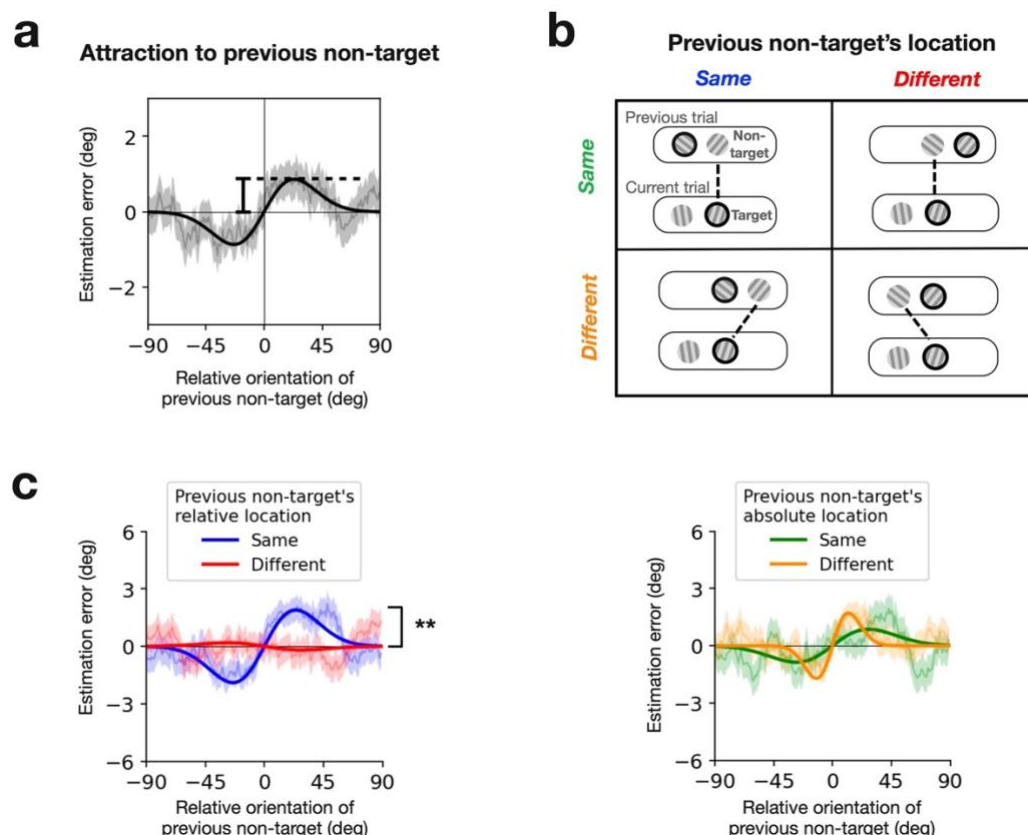 a
Attraction to previous non-target
Estimation error (deg)
2
0
−2
−90
−45
0
45
90
Relative orientation of
previous non-target (deg)
b
Previous non-target's location
Same
Different
Same
Different
Previous trial
Non-
target
Current trial
Target
c
Previous non-target's
relative location
Same
Different
Estimation error (deg)
6
3
0
−3
−6
**
−90
−45
0
45
90
Relative orientation of
previous non-target (deg)
Previous non-target's
absolute location
Same
Different
Estimation error (deg)
6
3
0
−3
−6
−90
−45
0
45
90
Relative orientation of
previous non-target (deg)